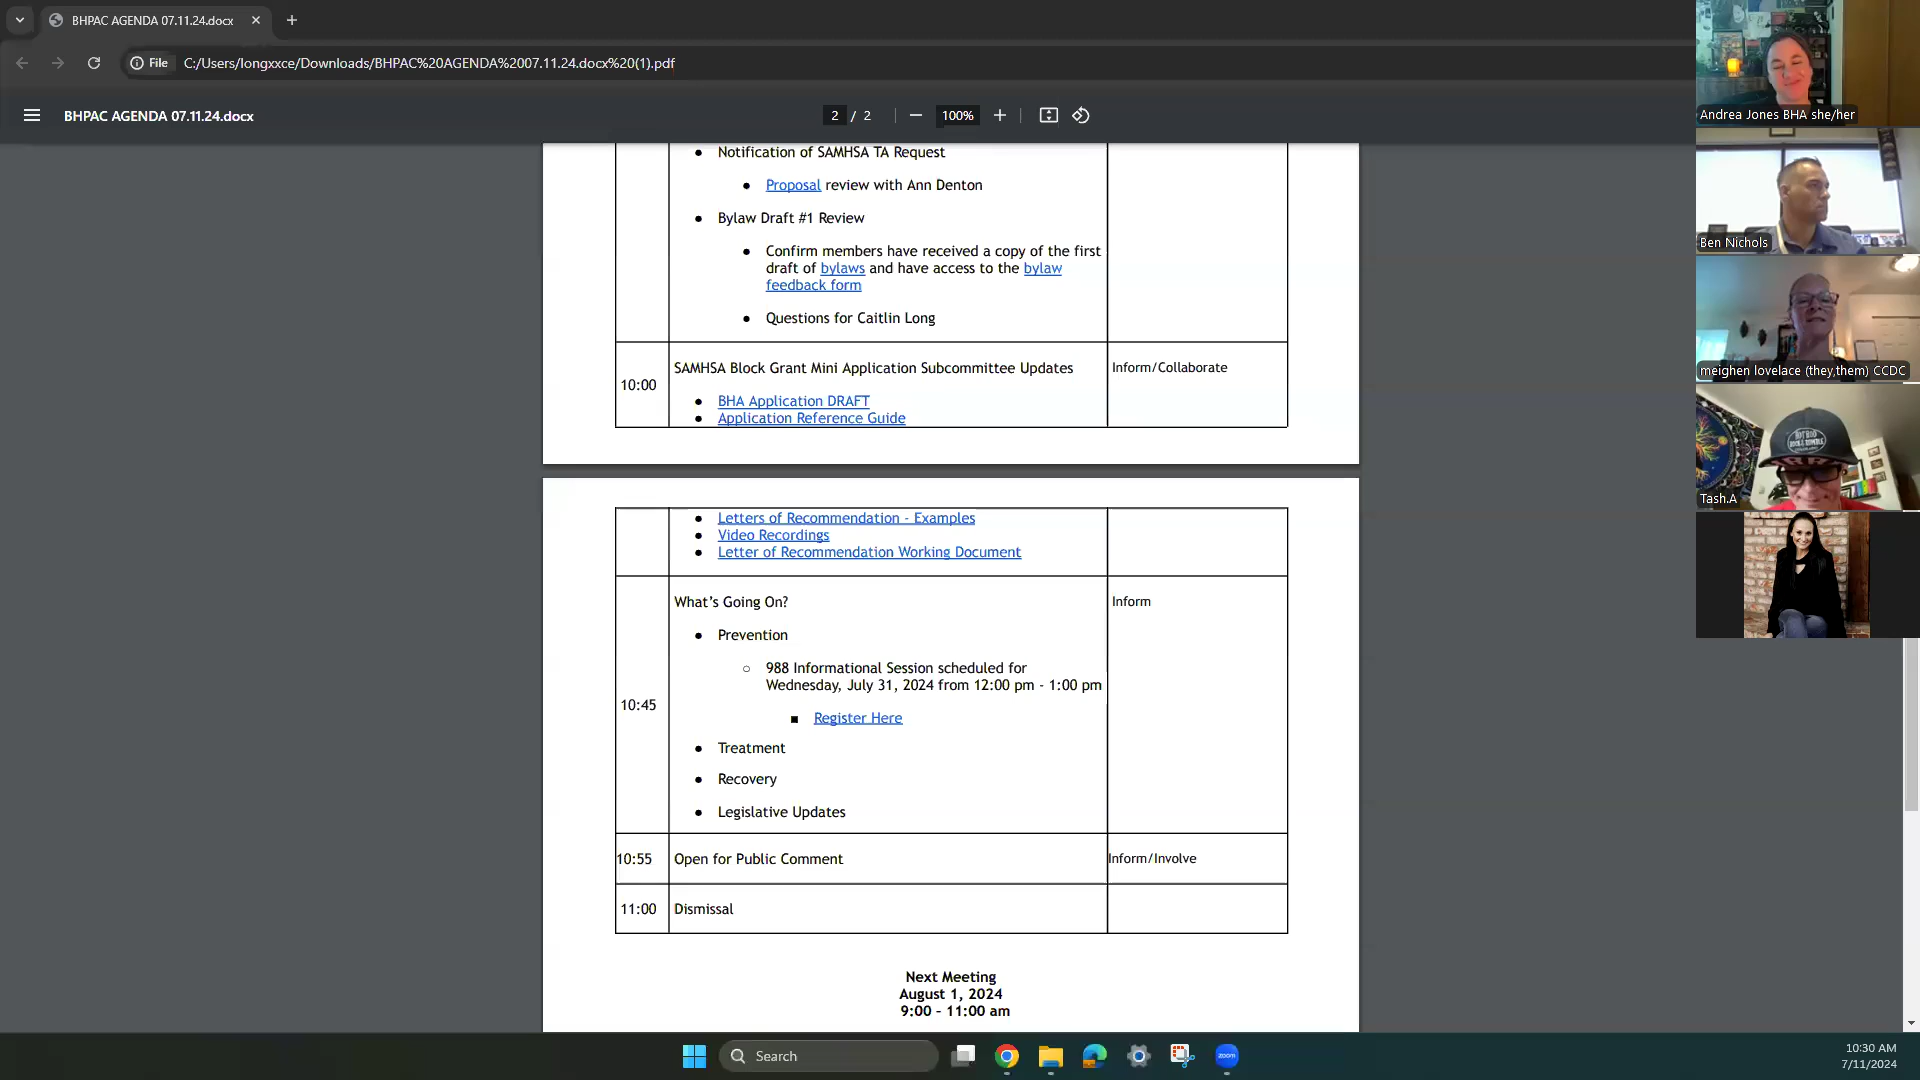 BHPAC AGENDA 07.11.24.docx
File
C:/Users/longxxce/Downloads/BHPAC%20AGENDA%2007.11.24.docx%20(1).pdf
BHPAC AGENDA 07.11.24.docx
2 / 2
100%
Notification of SAMHSA TA Request
Proposal review with Ann Denton
Bylaw Draft #1 Review
Confirm members have received a copy of the first
draft of bylaws and have access to the bylaw
feedback form
Questions for Caitlin Long
10:00
SAMHSA Block Grant Mini Application Subcommittee Updates
Inform/Collaborate
BHA Application DRAFT
Application Reference Guide
Letters of Recommendation - Examples
Video Recordings
Letter of Recommendation Working Document
10:45
What's Going On?
Inform
Prevention
988 Informational Session scheduled for
Wednesday, July 31, 2024 from 12:00 pm - 1:00 pm
Register Here
Treatment
Recovery
Legislative Updates
10:55
Open for Public Comment
Inform/Involve
11:00
Dismissal
Next Meeting
August 1, 2024
9:00 - 11:00 am
Andrea Jones BHA she/her
Ben Nichols
meighen lovelace (they,them) CCDC
Tash.A
Search
zoom
10:30 AM
7/11/2024